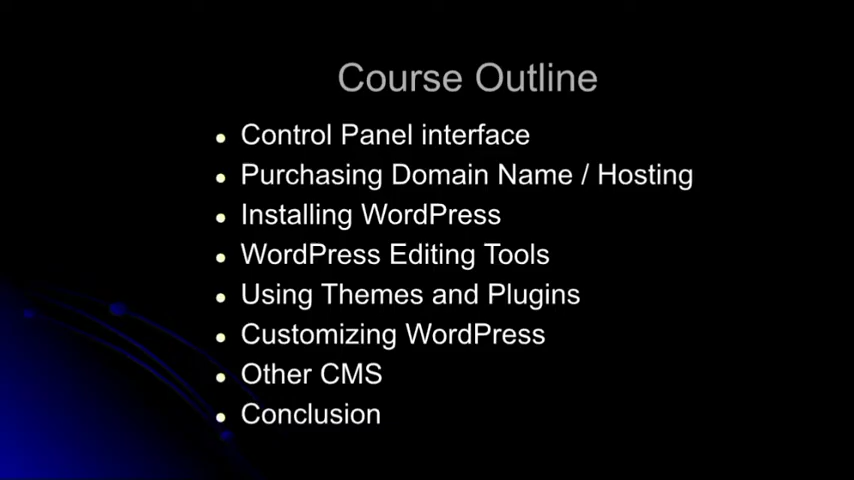 Course Outline
Control Panel interface
Purchasing Domain Name / Hosting
Installing WordPress
WordPress Editing Tools
Using Themes and Plugins
Customizing WordPress
Other CMS
Conclusion